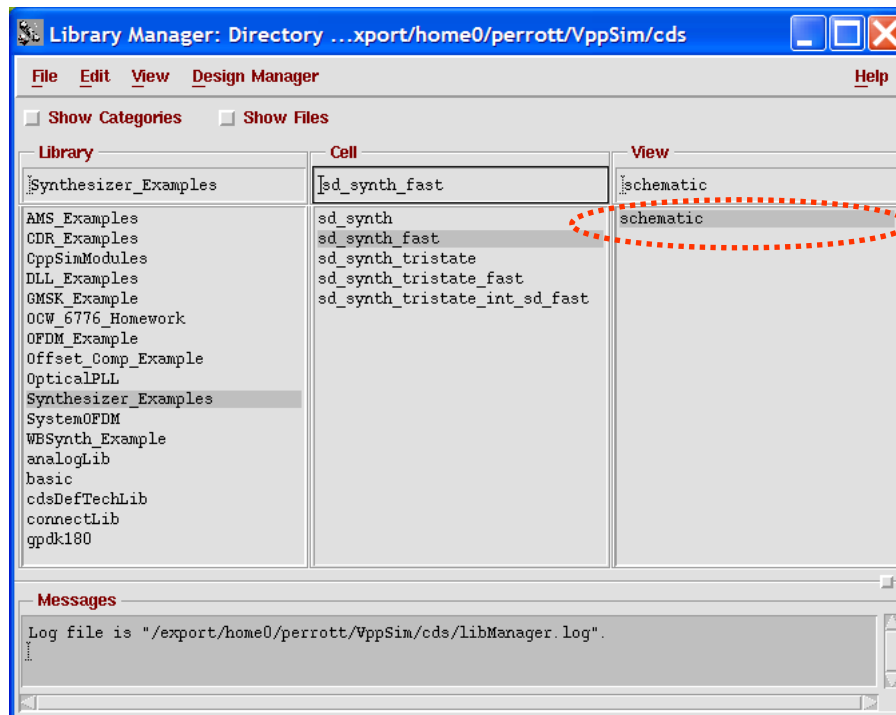 Library Manager: Directory ...xport/home0/perrott/VppSim/cds
File Edit View Design Manager Help
Show Categories Show Files
Library
Synthesizer_Examples
AMS_Examples
CDR_Examples
CppSimModules
DLL_Examples
GMSK_Example
OCW_6776_Homework
OFDM_Example
Offset_Comp_Example
OpticalPLL
Synthesizer_Examples
SystemOFDM
WBSynth_Example
analogLib
basic
cdsDefTechLib
connectLib
gpdk180
Cell
sd_synth_fast
sd_synth
sd_synth_fast
sd_synth_tristate
sd_synth_tristate_fast
sd_synth_tristate_int_sd_fast
View
schematic
schematic
Messages
Log file is "/export/home0/perrott/VppSim/cds/libManager.log".